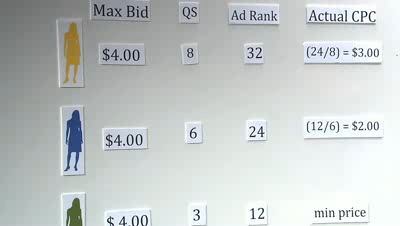 Max Bid QS Ad Rank Actual CPC
$4.00 8 32 (24/8) = $3.00
$4.00 6 24 (12/6) = $2.00
$4.00 3 12 min price